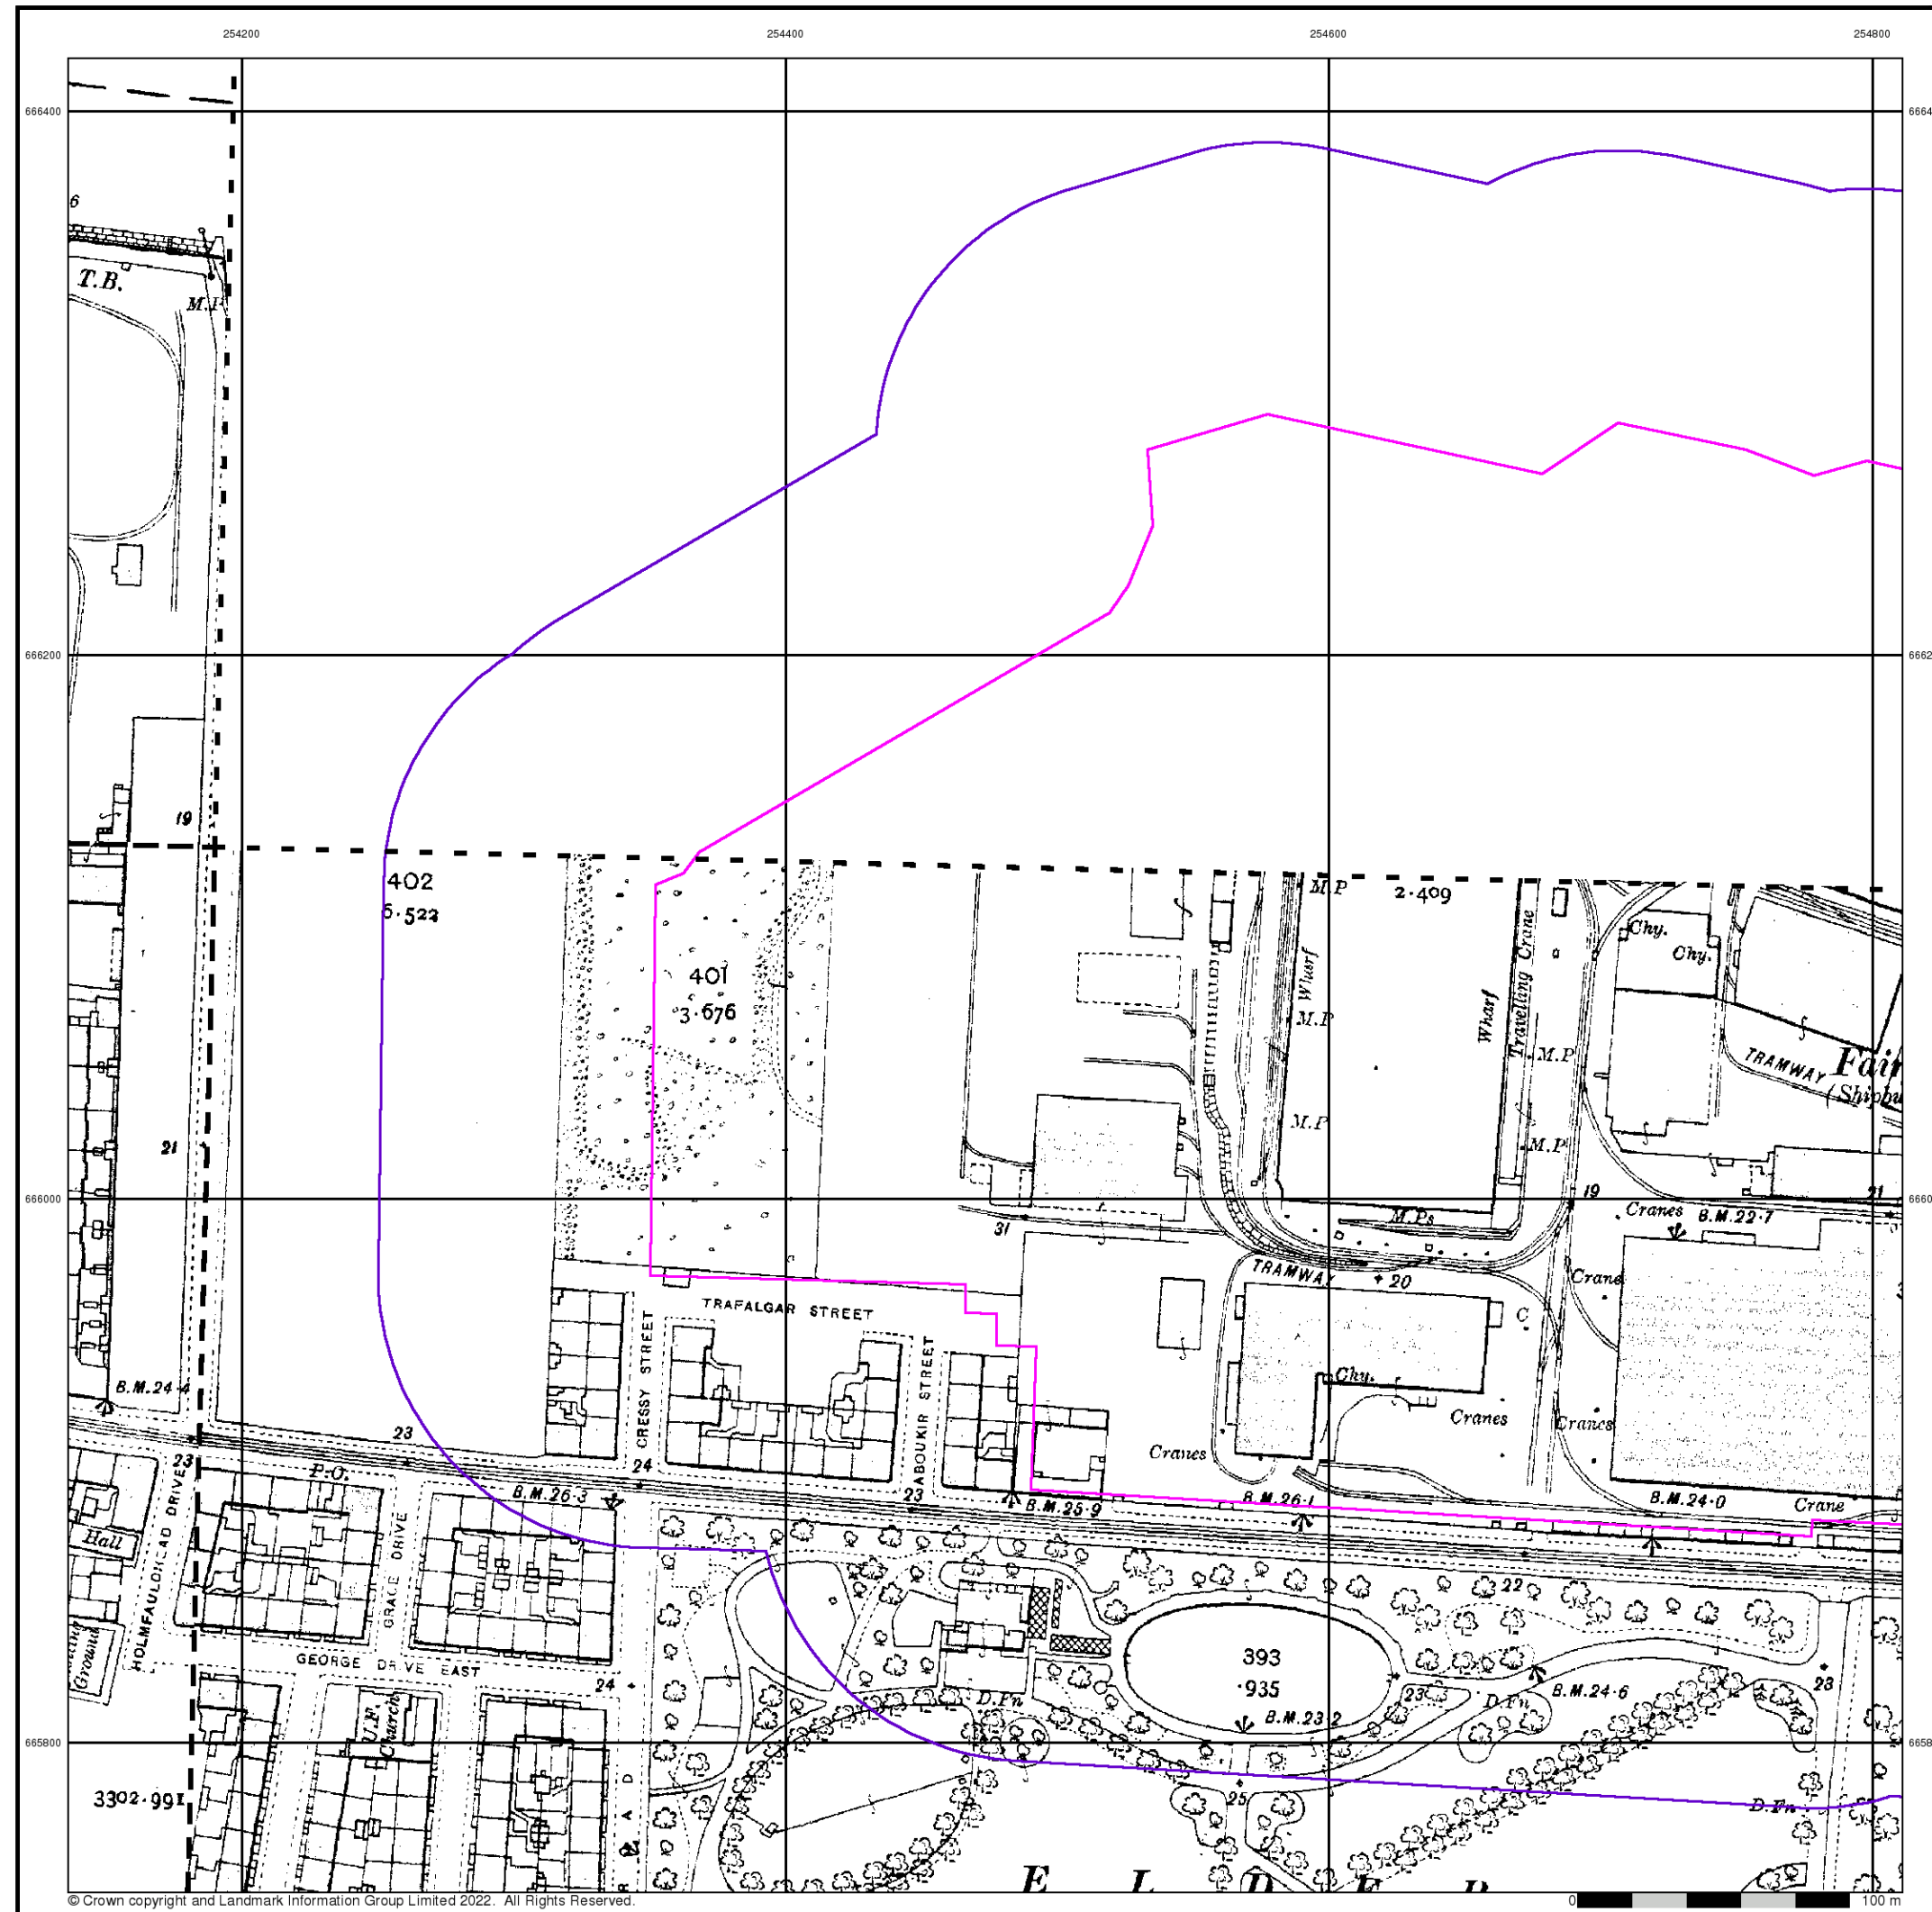 254200 254400 254600 254800
666400
6
T.B.
M.P
666200
19
402
6.522
401
3.676
M.P
2.409
Wharf
M.P
M.P
Wharf
Travelling Crane
M.P
M.P
Chy.
Chy.
TRAMWAY
Fair
(Shipbu
21
666000
31
M.Ps
19
Cranes B.M.22.7
21
TRAMWAY
20
Crane
C
TRAFALGAR STREET
CRESSY STREET
ABOUKIR STREET
B.M.24.4
Chy.
Cranes
Cranes
Cranes
23
23
P.O.
24
B.M.26.3
23
B.M.25.9
B.M.26.1
B.M.24.0
Crane
Hall
HOLMFAULDHEAD DRIVE
GRACE DRIVE
Ground
GEORGE DRIVE EAST
24
U.F.
Church
22
393
.935
B.M.23.2
D.Fn
23
D.Fn
B.M.24.6
23
665800
3302.991
25
D.Fn
R O A D
E L D E R
© Crown copyright and Landmark Information Group Limited 2022. All Rights Reserved.
0 100 m